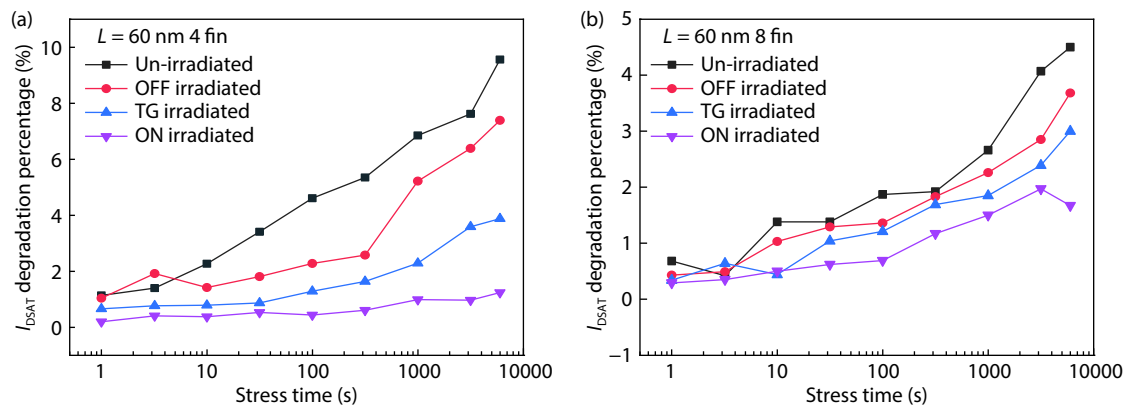 (a)
L = 60 nm 4 fin
Un-irradiated
OFF irradiated
TG irradiated
ON irradiated
I_DSAT degradation percentage (%)
10
8
6
4
2
0
1 10 100 1000 10000
Stress time (s)
(b)
L = 60 nm 8 fin
Un-irradiated
OFF irradiated
TG irradiated
ON irradiated
I_DSAT degradation percentage (%)
5
4
3
2
1
0
−1
1 10 100 1000 10000
Stress time (s)